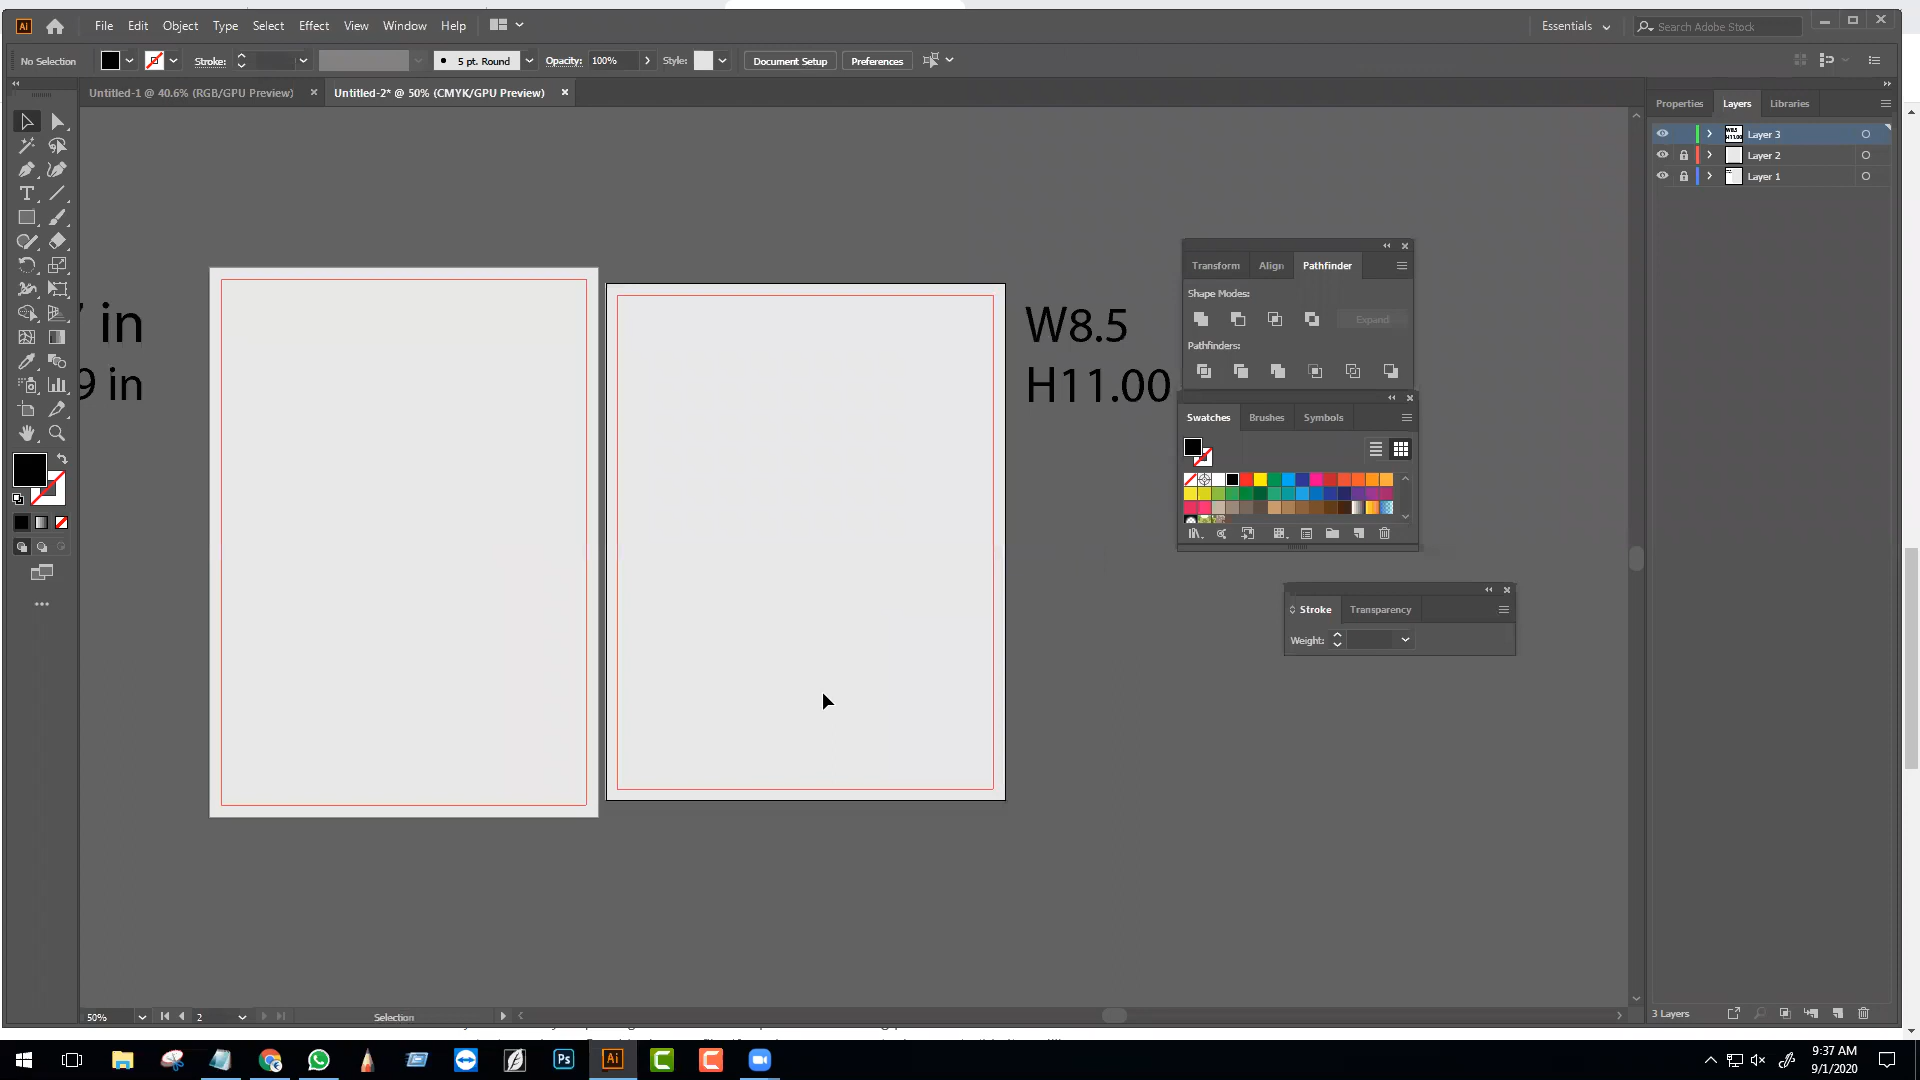 File Edit Object Type Select Effect View Window Help
Essentials
Search Adobe Stock
No Selection
Stroke:
5 pt. Round
Opacity: 100%
Style:
Document Setup
Preferences
Untitled-1 @ 40.6% (RGB/GPU Preview)
Untitled-2* @ 50% (CMYK/GPU Preview)
Properties Layers Libraries
Layer 3
Layer 2
Layer 1
in
9 in
W8.5
H11.00
Transform Align Pathfinder
Shape Modes:
Expand
Pathfinders:
Swatches Brushes Symbols
Stroke Transparency
Weight:
50%
2
Selection
3 Layers
9:37 AM
9/1/2020